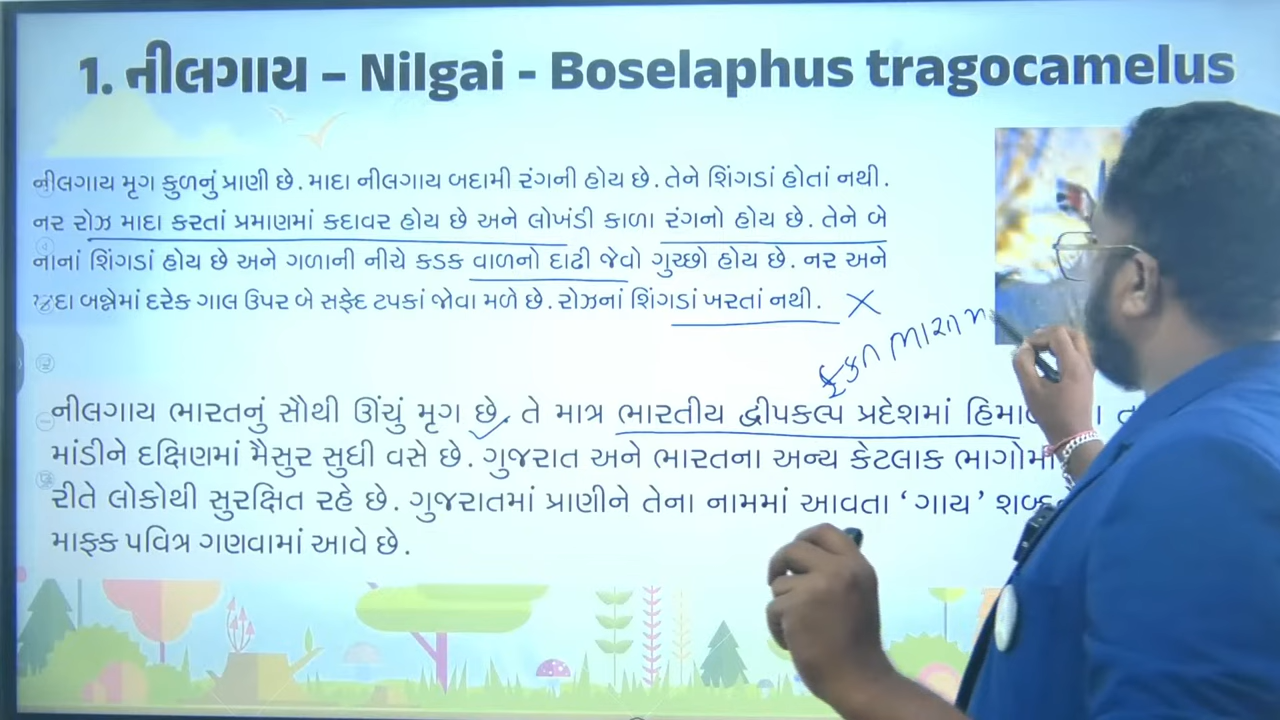 1. નીલગાય – Nilgai - Boselaphus tragocamelus
નીલગાય મૃગ કુળનું પ્રાણી છે. માદા નીલગાય બદામી રંગની હોય છે. તેને શિંગડાં હોતાં નથી.
નર રોઝ માદા કરતાં પ્રમાણમાં કદાવર હોય છે અને લોખંડી કાળા રંગનો હોય છે. તેને બે
નાનાં શિંગડાં હોય છે અને ગળાની નીચે કડક વાળનો દાઢી જેવો ગુચ્છો હોય છે. નર અને
બન્નેમાં દરેક ગાલ ઉપર બે સફેદ ટપકાં જોવા મળે છે. રોઝનાં શિંગડાં ખરતાં નથી.
ફક્ત
નીલગાય ભારતનું સૌથી ઊંચું મૃગ છે. તે માત્ર ભારતીય દ્વીપકલ્પ પ્રદેશમાં
માંડીને દક્ષિણમાં મૈસુર સુધી વસે છે. ગુજરાત અને ભારતના અન્ય કેટલાક
રીતે લોકોથી સુરક્ષિત રહે છે. ગુજરાતમાં પ્રાણીને તેના નામમાં આવતા ‘ગાય’
માફક પવિત્ર ગણવામાં આવે છે.